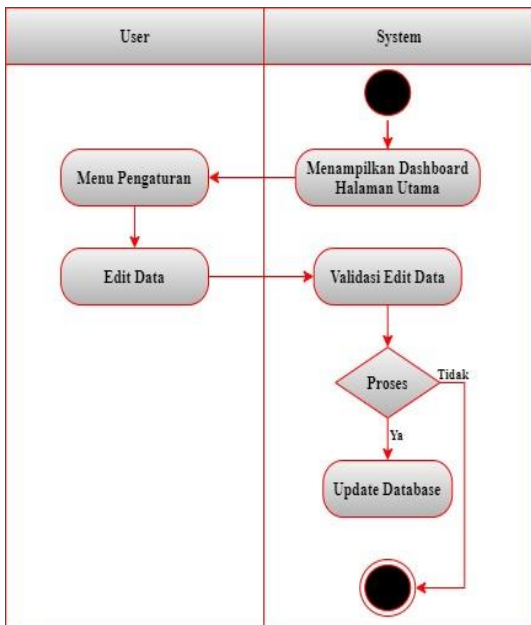 User
System
Menampilkan Dashboard
Halaman Utama
Menu Pengaturan
Edit Data
Validasi Edit Data
Proses
Tidak
Ya
Update Database